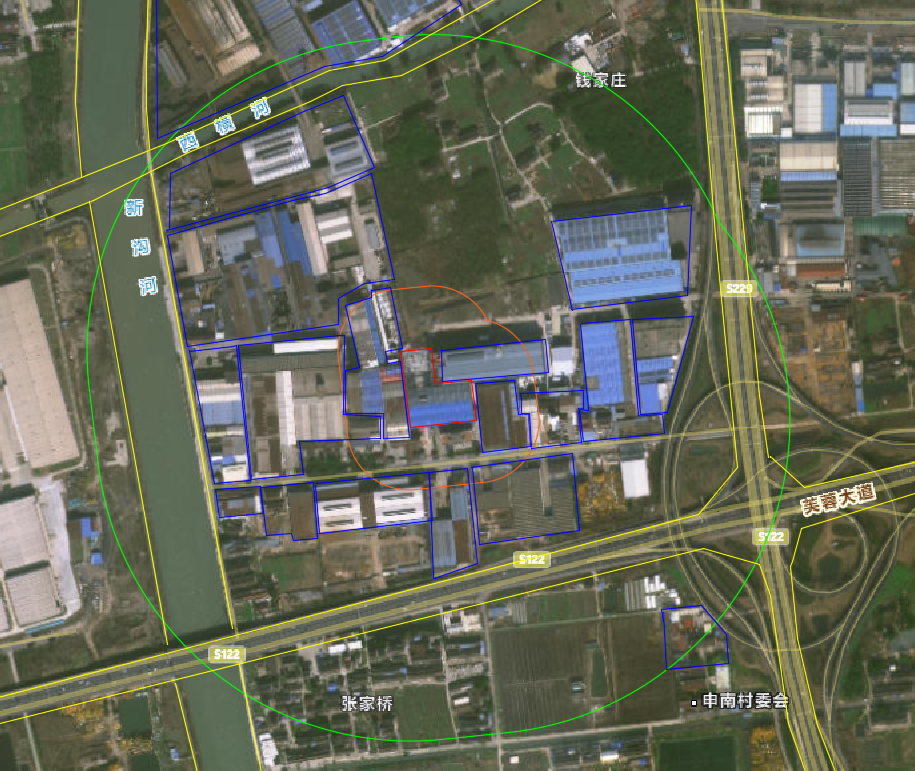 钱家庄
西横河
新沟河
S229
芙蓉大道
S122
S122
S122
张家桥
申南村委会